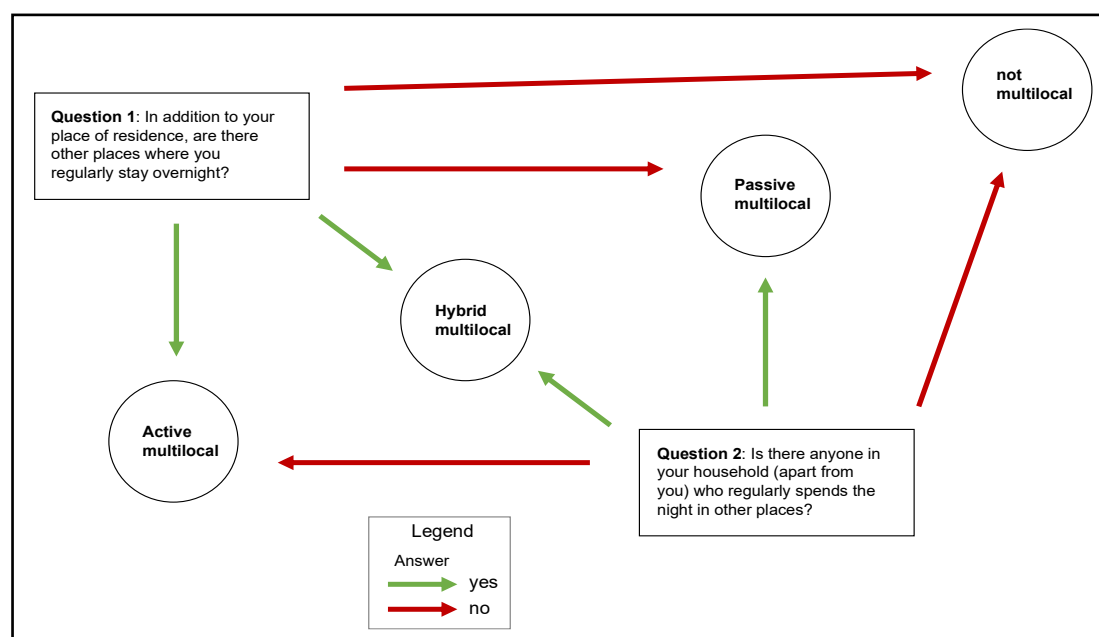 not
multilocal
Question 1: In addition to your
place of residence, are there
other places where you
regularly stay overnight?
Passive
multilocal
Hybrid
multilocal
Active
multilocal
Question 2: Is there anyone in
your household (apart from
you) who regularly spends the
night in other places?
Legend
Answer
yes
no